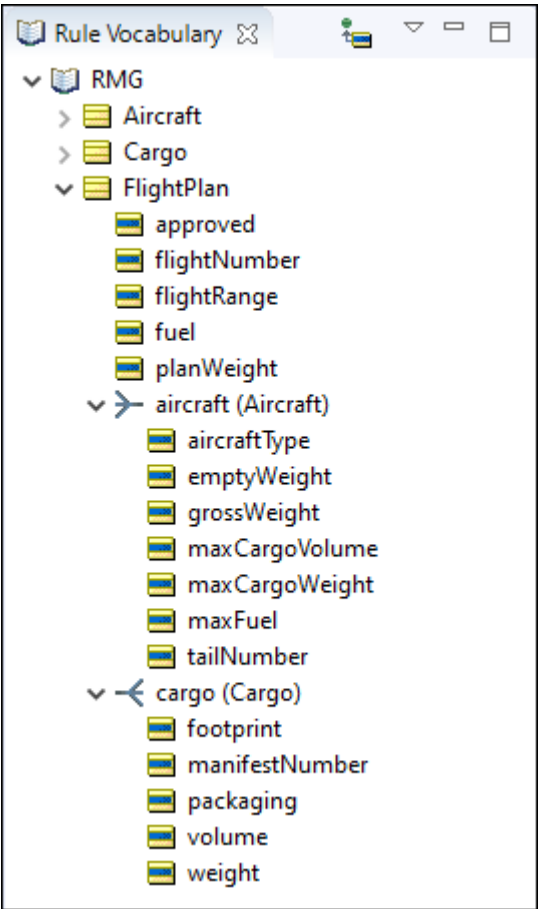 Rule Vocabulary
RMG
Aircraft
Cargo
FlightPlan
approved
flightNumber
flightRange
fuel
planWeight
aircraft (Aircraft)
aircraftType
emptyWeight
grossWeight
maxCargoVolume
maxCargoWeight
maxFuel
tailNumber
cargo (Cargo)
footprint
manifestNumber
packaging
volume
weight